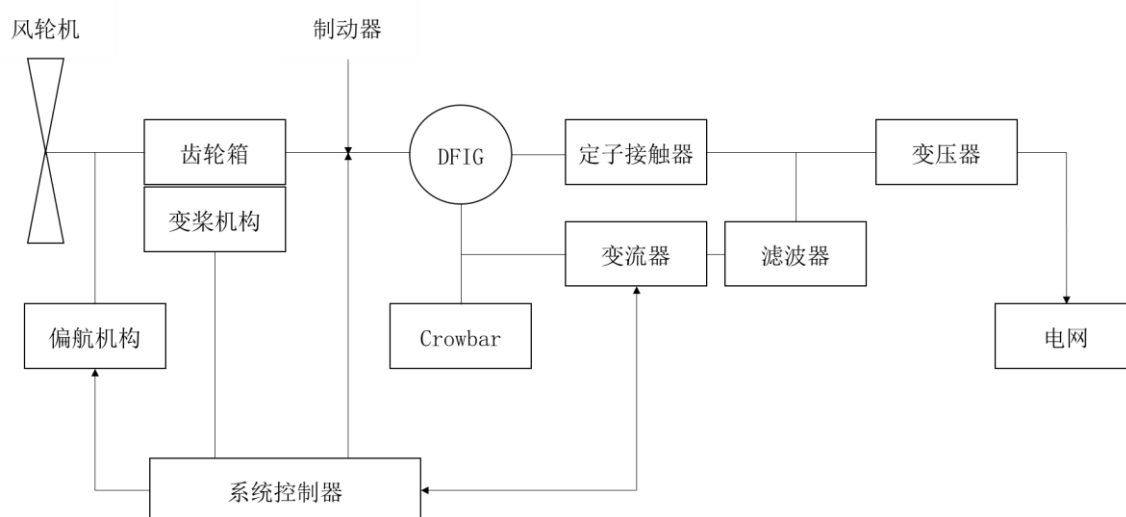 风轮机
制动器
齿轮箱
DFIG
定子接触器
变压器
变桨机构
变流器
滤波器
偏航机构
Crowbar
电网
系统控制器